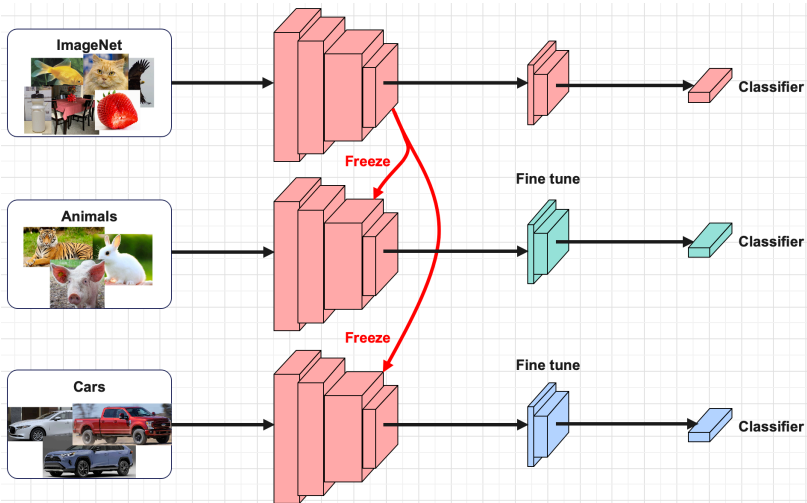 ImageNet
Classifier
Freeze
Animals
Fine tune
Classifier
Freeze
Cars
Fine tune
Classifier